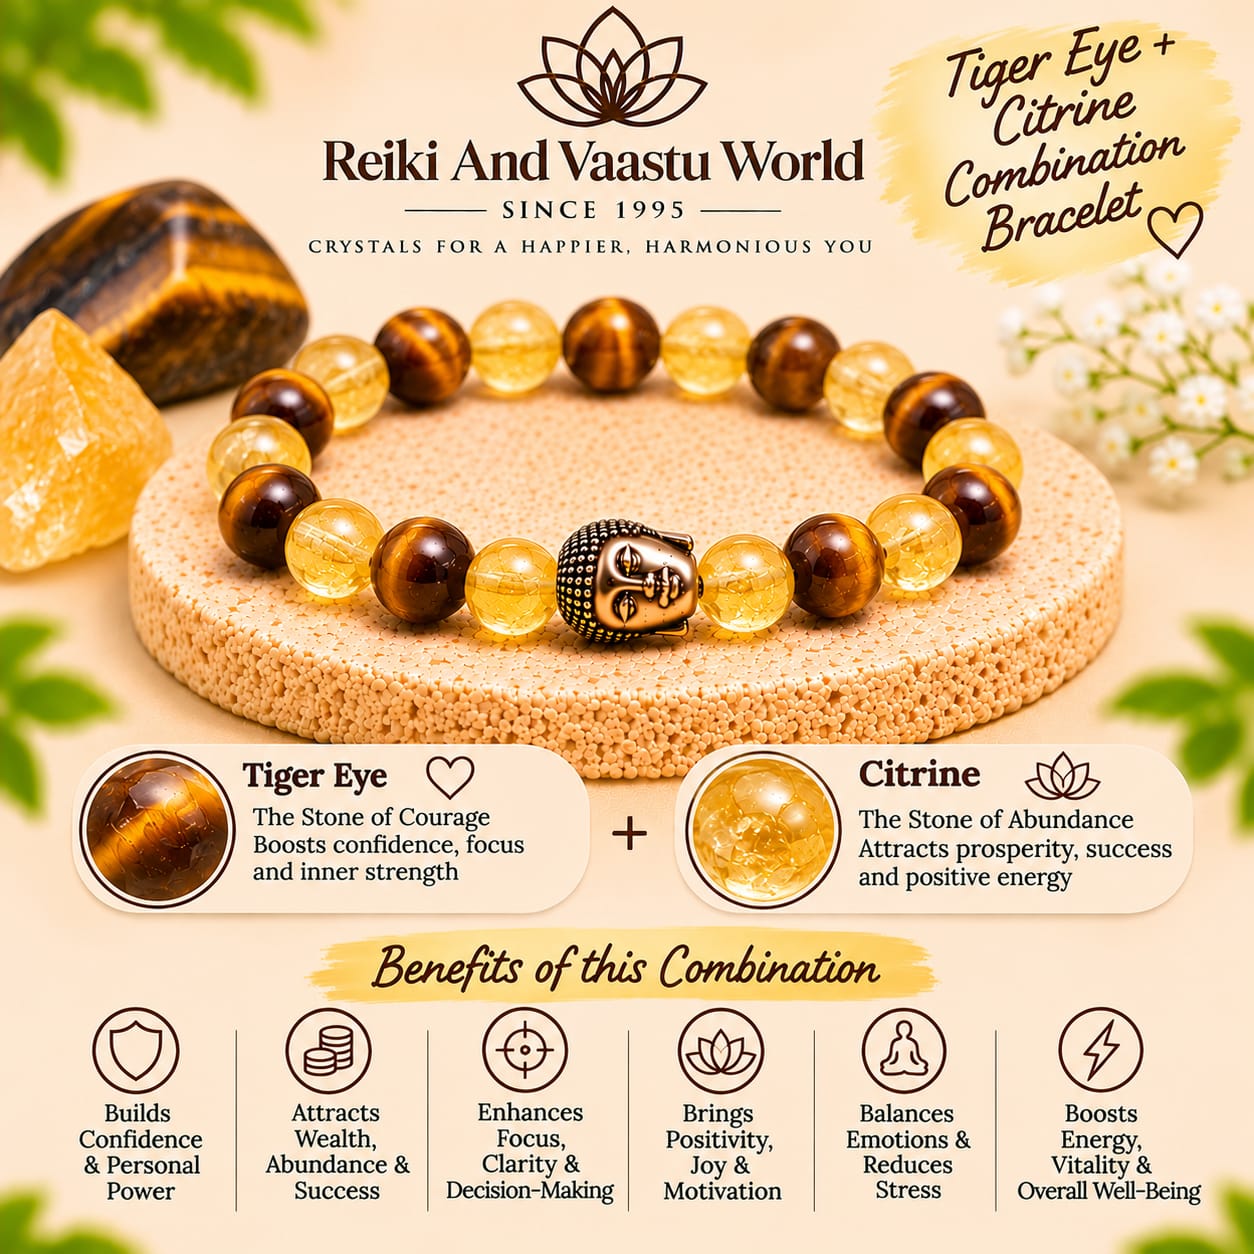 Reiki And Vaastu World
SINCE 1995
CRYSTALS FOR A HAPPIER, HARMONIOUS YOU
Tiger Eye +
Citrine
Combination
Bracelet
Tiger Eye
The Stone of Courage
Boosts confidence, focus
and inner strength
+
Citrine
The Stone of Abundance
Attracts prosperity, success
and positive energy
Benefits of this Combination
Builds
Confidence
& Personal
Power
Attracts
Wealth,
Abundance &
Success
Enhances
Focus,
Clarity &
Decision-Making
Brings
Positivity,
Joy &
Motivation
Balances
Emotions &
Reduces
Stress
Boosts
Energy,
Vitality &
Overall Well-Being